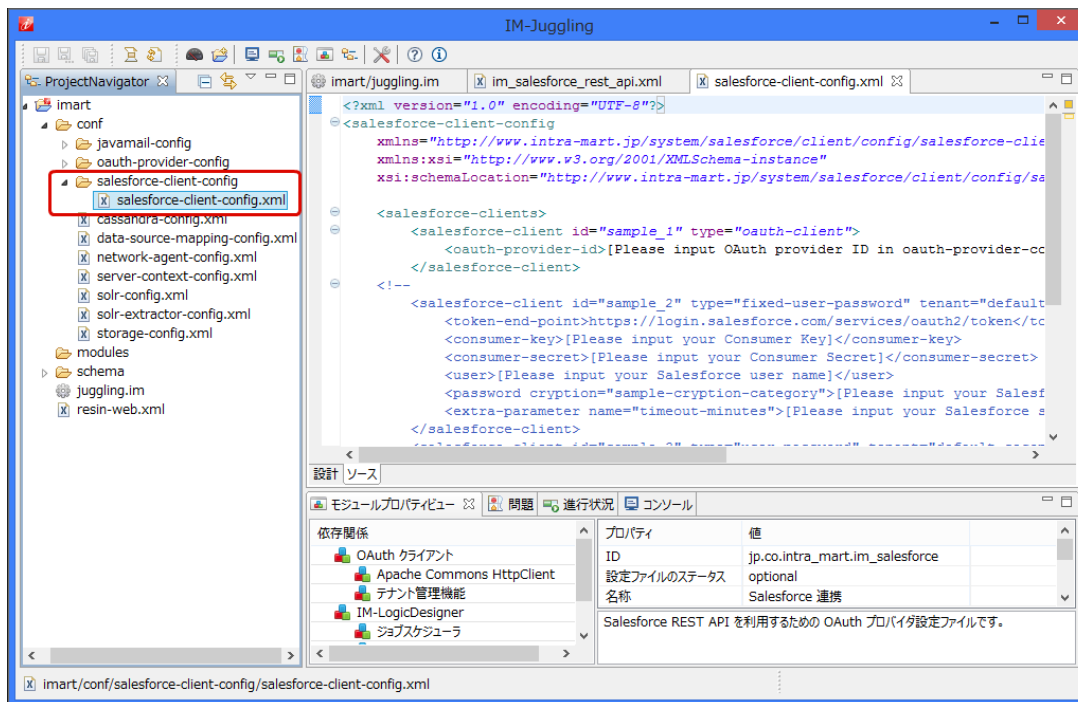 IM-Juggling
ProjectNavigator
imart
conf
javamail-config
oauth-provider-config
salesforce-client-config
salesforce-client-config.xml
cassandra-config.xml
data-source-mapping-config.xml
network-agent-config.xml
server-context-config.xml
solr-config.xml
solr-extractor-config.xml
storage-config.xml
modules
schema
juggling.im
resin-web.xml
imart/juggling.im
im_salesforce_rest_api.xml
salesforce-client-config.xml
<?xml version="1.0" encoding="UTF-8"?>
<salesforce-client-config
xmlns="http://www.intra-mart.jp/system/salesforce/client/config/salesforce-clie
xmlns:xsi="http://www.w3.org/2001/XMLSchema-instance"
xsi:schemaLocation="http://www.intra-mart.jp/system/salesforce/client/config/sa
<salesforce-clients>
<salesforce-client id="sample_1" type="oauth-client">
<oauth-provider-id>[Please input OAuth provider ID in oauth-provider-co
</salesforce-client>
<!--
<salesforce-client id="sample_2" type="fixed-user-password" tenant="default
<token-end-point>https://login.salesforce.com/services/oauth2/token</to
<consumer-key>[Please input your Consumer Key]</consumer-key>
<consumer-secret>[Please input your Consumer Secret]</consumer-secret>
<user>[Please input your Salesforce user name]</user>
<password cryption="sample-cryption-category">[Please input your Salesf
<extra-parameter name="timeout-minutes">[Please input your Salesforce s
</salesforce-client>
設計 ソース
モジュールプロパティビュー 問題 進行状況 コンソール
依存関係
OAuth クライアント
Apache Commons HttpClient
テナント管理機能
IM-LogicDesigner
ジョブスケジューラ
プロパティ 値
ID jp.co.intra_mart.im_salesforce
設定ファイルのステータス optional
名称 Salesforce 連携
Salesforce REST API を利用するための OAuth プロバイダ設定ファイルです。
imart/conf/salesforce-client-config/salesforce-client-config.xml